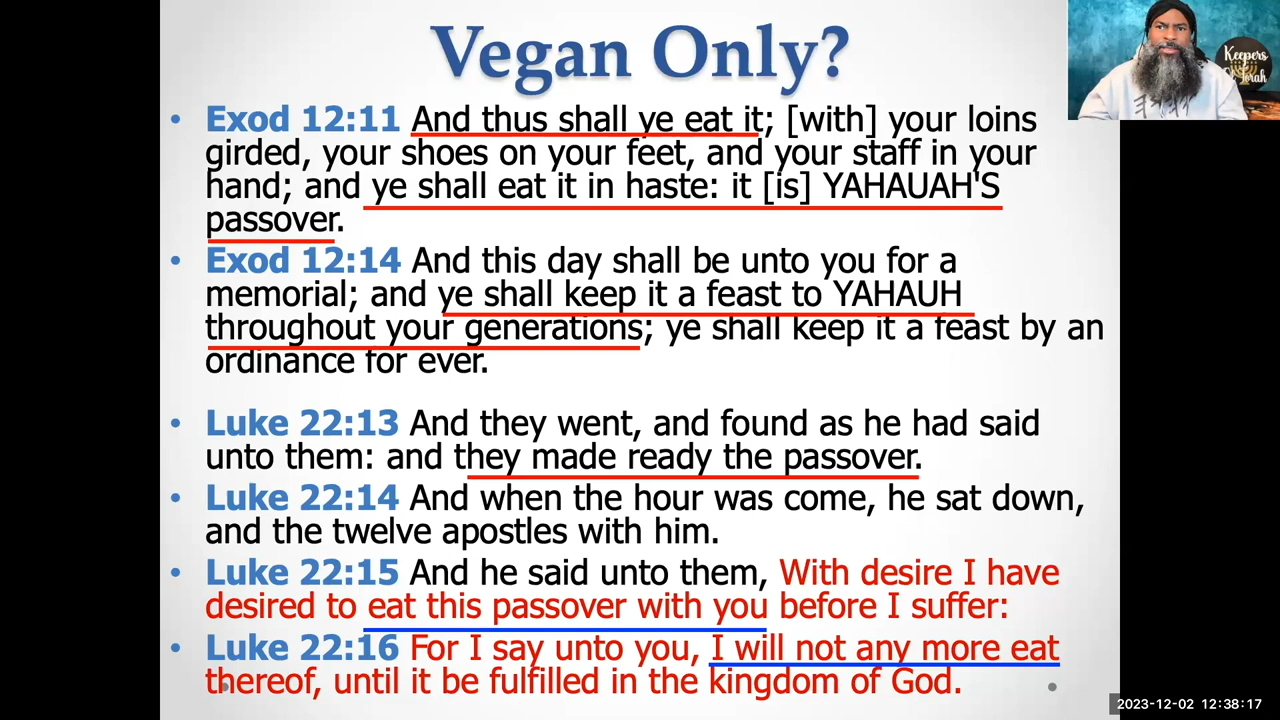 Vegan Only?
• Exod 12:11 And thus shall ye eat it; [with] your loins
girded, your shoes on your feet, and your staff in your
hand; and ye shall eat it in haste: it [is] YAHAUAH'S
passover.
• Exod 12:14 And this day shall be unto you for a
memorial; and ye shall keep it a feast to YAHAUH
throughout your generations; ye shall keep it a feast by an
ordinance for ever.
• Luke 22:13 And they went, and found as he had said
unto them: and they made ready the passover.
• Luke 22:14 And when the hour was come, he sat down,
and the twelve apostles with him.
• Luke 22:15 And he said unto them, With desire I have
desired to eat this passover with you before I suffer:
• Luke 22:16 For I say unto you, I will not any more eat
thereof, until it be fulfilled in the kingdom of God.
Keepers
Torah
2023-12-02 12:38:17